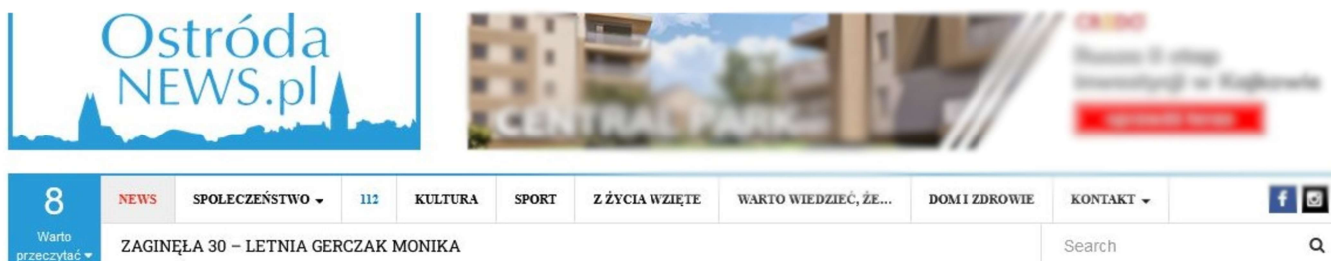 Ostróda
NEWS.pl
CENTRAL PARK
8
Warto
przeczytać
NEWS
SPOŁECZEŃSTWO
112
KULTURA
SPORT
Z ŻYCIA WZIĘTE
WARTO WIEDZIEĆ, ŻE...
DOM I ZDROWIE
KONTAKT
f
ZAGINĘŁA 30 – LETNIA GERCZAK MONIKA
Search